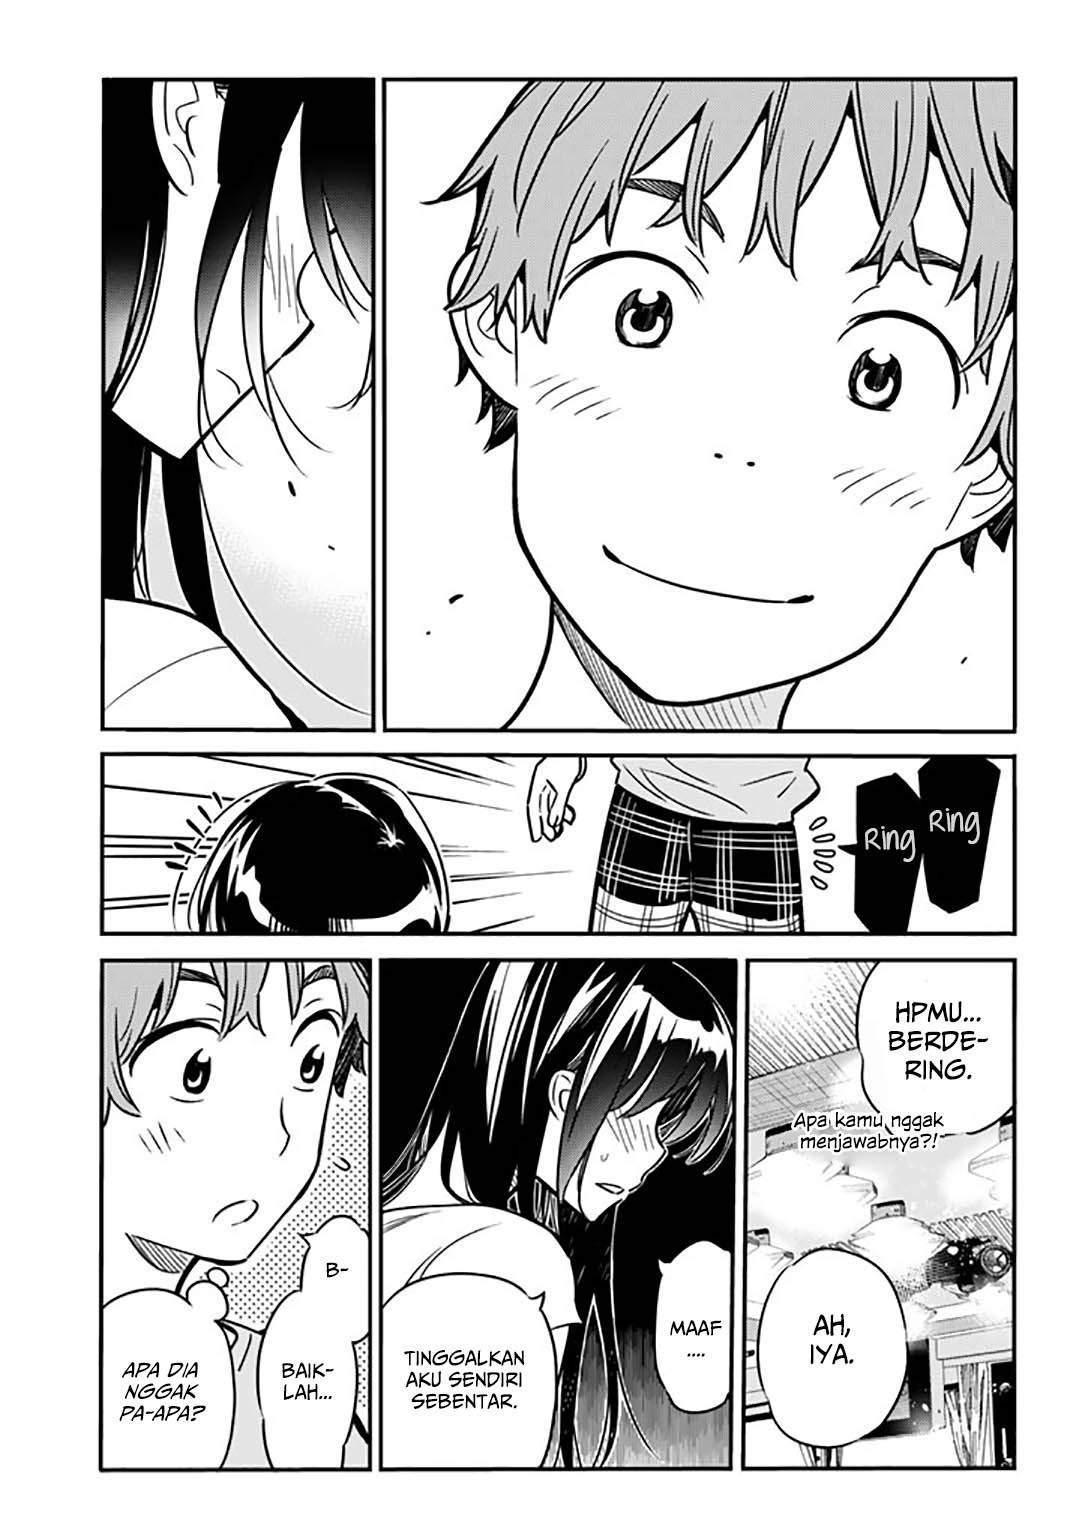 Ring
Ring
HPMU...
BERDE-
RING.
Apa kamu nggak
menjawabnya?!
AH,
IYA.
MAAF
....
TINGGALKAN
AKU SENDIRI
SEBENTAR.
B-
BAIK-
LAH...
APA DIA
NGGAK
PA-APA?